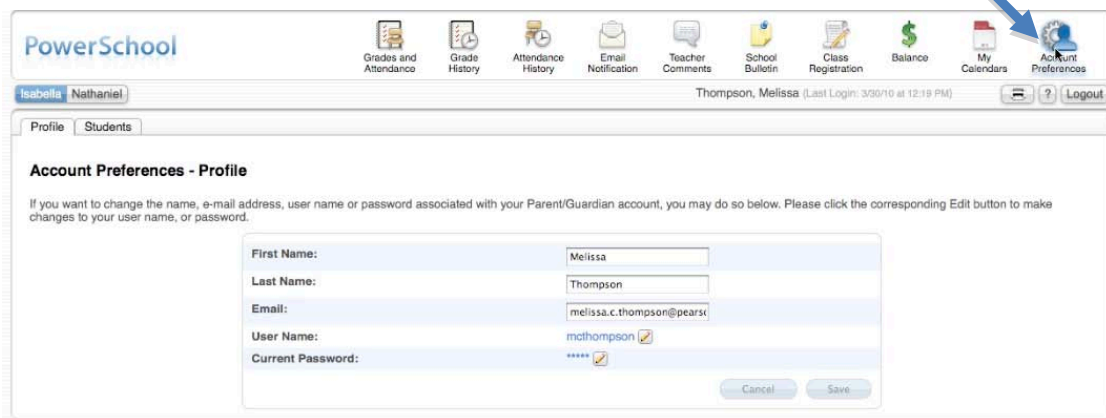 PowerSchool
Grades and Attendance
Grade History
Attendance History
Email Notification
Teacher Comments
School Bulletin
Class Registration
Balance
My Calendars
Account Preferences
Isabella Nathaniel
Thompson, Melissa (Last Login: 3/30/10 at 12:19 PM)
? Logout
Profile Students
Account Preferences - Profile
If you want to change the name, e-mail address, user name or password associated with your Parent/Guardian account, you may do so below. Please click the corresponding Edit button to make
changes to your user name, or password.
First Name: Melissa
Last Name: Thompson
Email: melissa.c.thompson@pears
User Name: mcthompson
Current Password: *****
Cancel Save